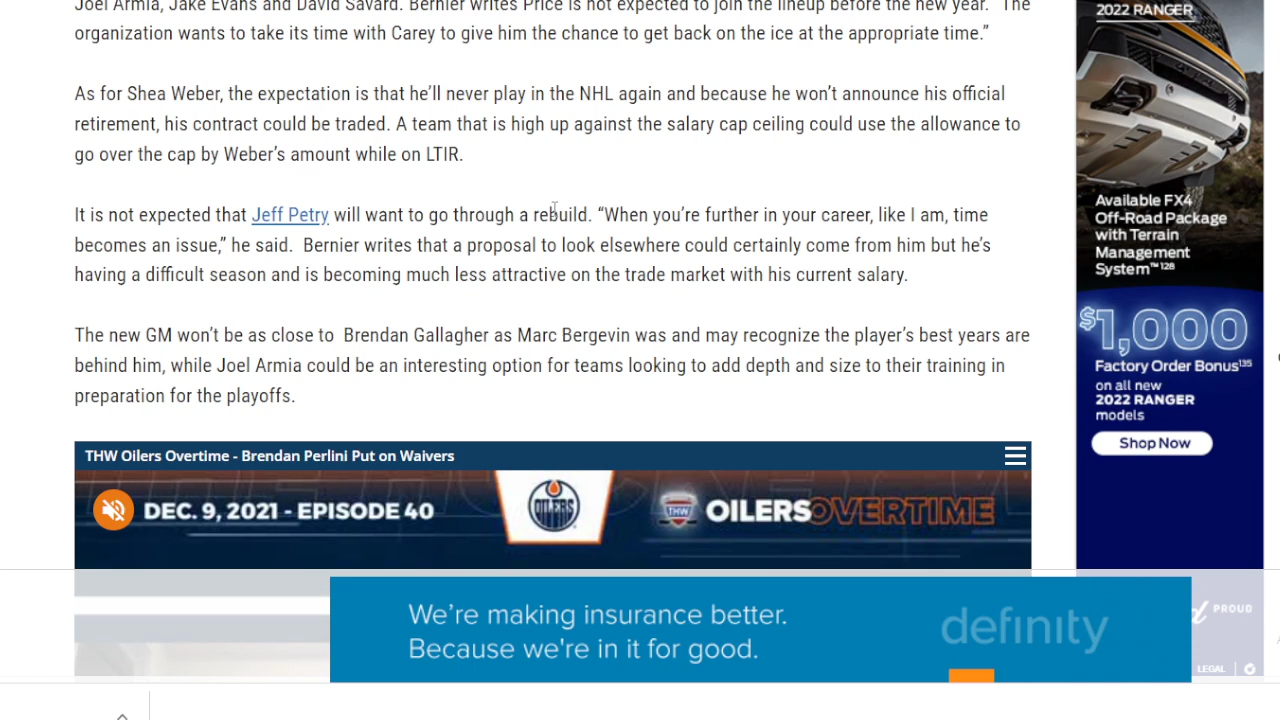 Joel Armia, Jake Evans and David Savard. Bernier writes Price is not expected to join the lineup before the new year. “The
organization wants to take its time with Carey to give him the chance to get back on the ice at the appropriate time.”
As for Shea Weber, the expectation is that he’ll never play in the NHL again and because he won’t announce his official
retirement, his contract could be traded. A team that is high up against the salary cap ceiling could use the allowance to
go over the cap by Weber’s amount while on LTIR.
It is not expected that Jeff Petry will want to go through a rebuild. “When you’re further in your career, like I am, time
becomes an issue,” he said. Bernier writes that a proposal to look elsewhere could certainly come from him but he’s
having a difficult season and is becoming much less attractive on the trade market with his current salary.
The new GM won’t be as close to Brendan Gallagher as Marc Bergevin was and may recognize the player’s best years are
behind him, while Joel Armia could be an interesting option for teams looking to add depth and size to their training in
preparation for the playoffs.
THW Oilers Overtime - Brendan Perlini Put on Waivers
DEC. 9, 2021 - EPISODE 40
OILERS
THW
OILERSOVERTIME
We’re making insurance better.
Because we're in it for good.
definity
2022 RANGER
Available FX4
Off-Road Package
with Terrain
Management
System™128
$1,000
Factory Order Bonus135
on all new
2022 RANGER
models
Shop Now
PROUD
LEGAL